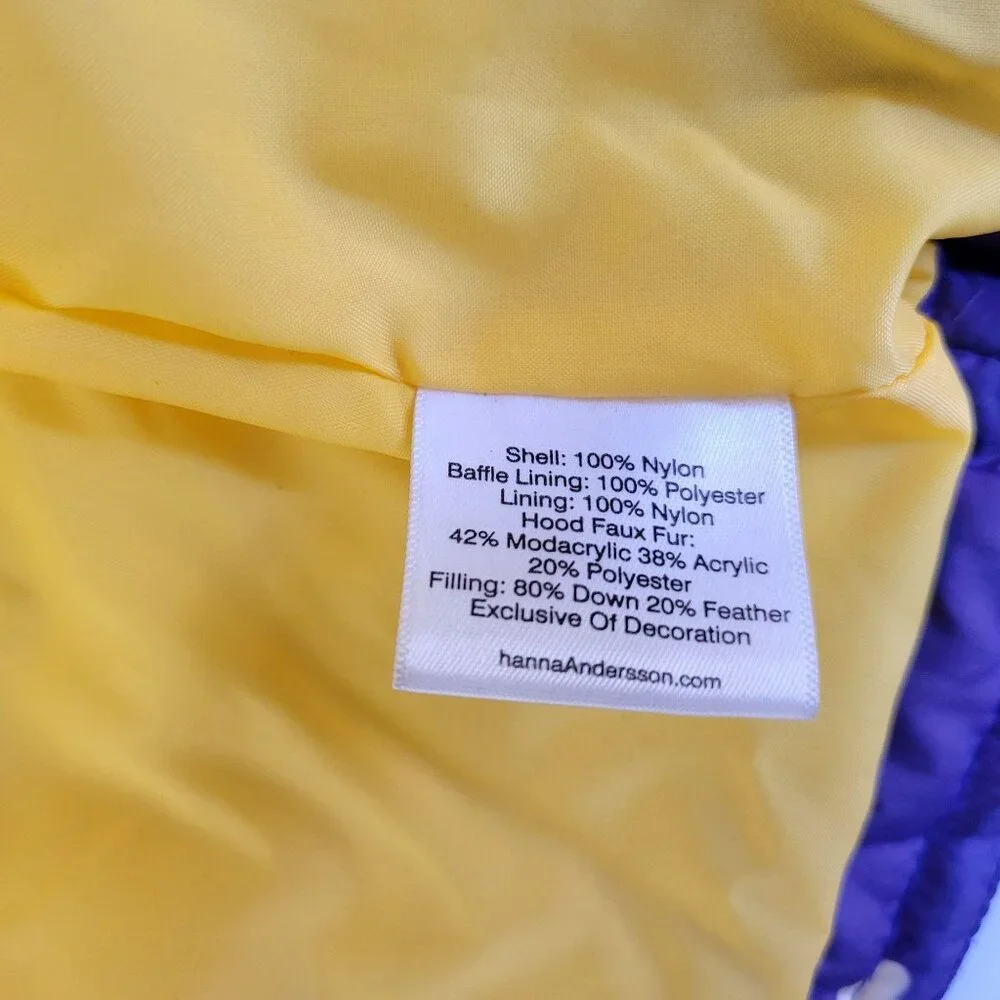 Shell: 100% Nylon
Baffle Lining: 100% Polyester
Lining: 100% Nylon
Hood Faux Fur:
42% Modacrylic 38% Acrylic
20% Polyester
Filling: 80% Down 20% Feather
Exclusive Of Decoration
hannaAndersson.com